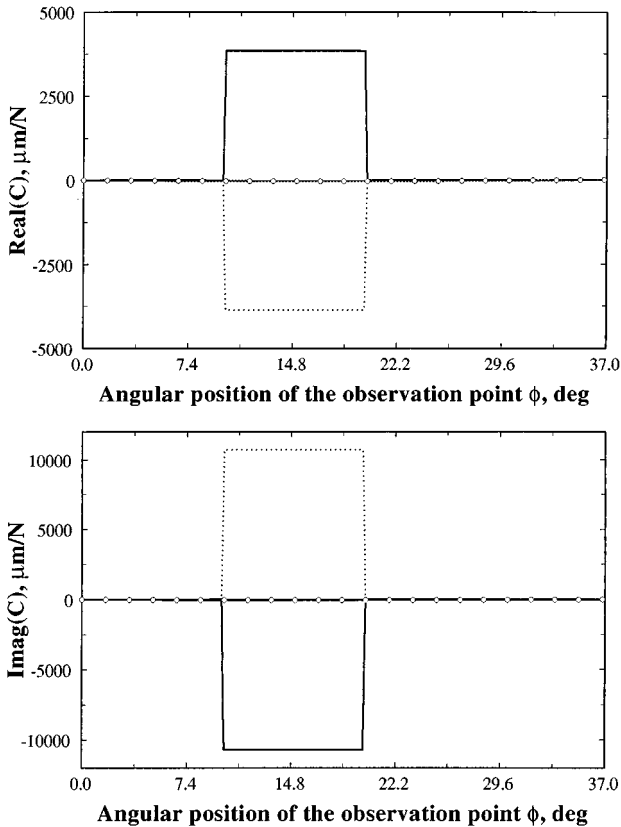 5000
2500
0
-2500
-5000
Real(C), μm/N
0.0 7.4 14.8 22.2 29.6 37.0
Angular position of the observation point ϕ, deg
10000
5000
0
-5000
-10000
Imag(C), μm/N
0.0 7.4 14.8 22.2 29.6 37.0
Angular position of the observation point ϕ, deg